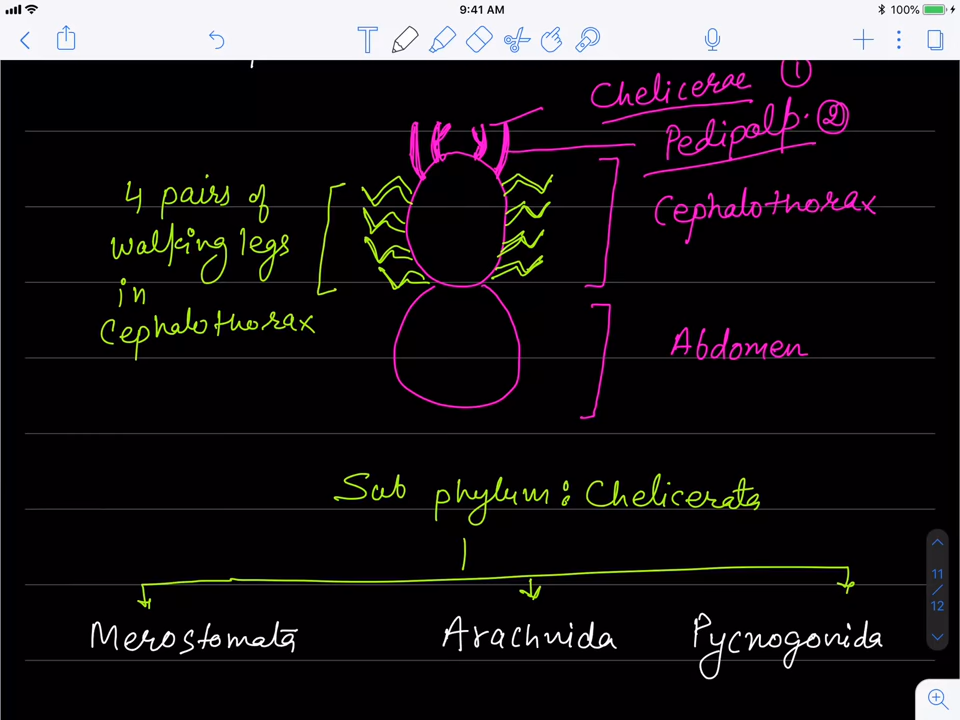 9:41 AM
100%
T
Chelicerae ①
Pedipalp. ②
4 pairs of
walking legs
in
Cephalothorax
Cephalothorax
Abdomen
Sub phylum: Chelicerata
Merostomata
Arachnida
Pycnogonida
11
/
12